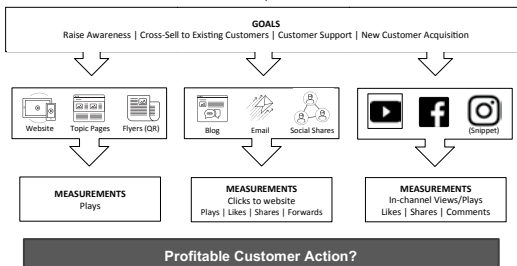 GOALS
Raise Awareness | Cross-Sell to Existing Customers | Customer Support | New Customer Acquisition
Website
Topic Pages
Flyers (QR)
Blog
Email
Social Shares
(Snippet)
MEASUREMENTS
Plays
MEASUREMENTS
Clicks to website
Plays | Likes | Shares | Forwards
MEASUREMENTS
In-channel Views/Plays
Likes | Shares | Comments
Profitable Customer Action?